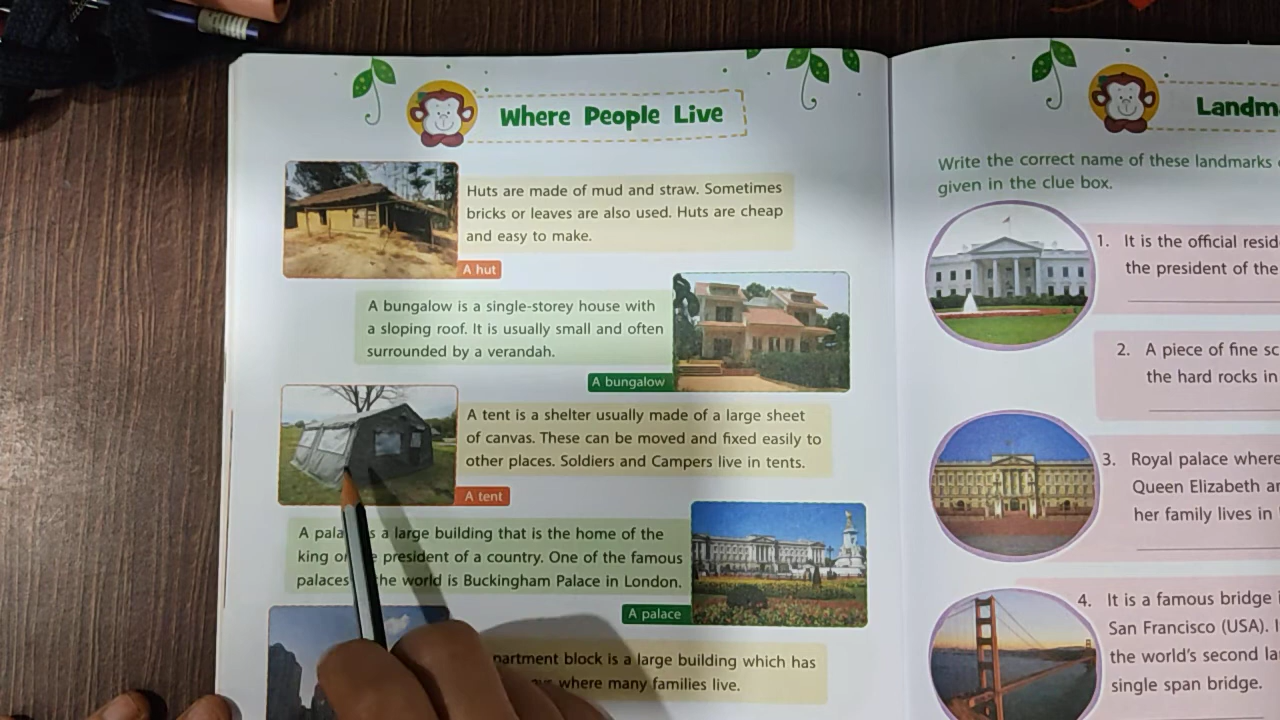 Where People Live
Huts are made of mud and straw. Sometimes
bricks or leaves are also used. Huts are cheap
and easy to make.
A hut
A bungalow is a single-storey house with
a sloping roof. It is usually small and often
surrounded by a verandah.
A bungalow
A tent is a shelter usually made of a large sheet
of canvas. These can be moved and fixed easily to
other places. Soldiers and Campers live in tents.
A tent
A a large building that is the home of the
king president of a country. One of the famous
palaces the world is Buckingham Palace in London.
A palace
block is a large building which has
where many families live.
Write the correct name of these landmarks
given in the clue box.
1. It is the official
the president of the
2. A piece of fine
the hard rocks in
3. Royal palace where
Queen Elizabeth
her family lives in
4. It is a famous bridge
San Francisco (USA).
the world's second
single span bridge.